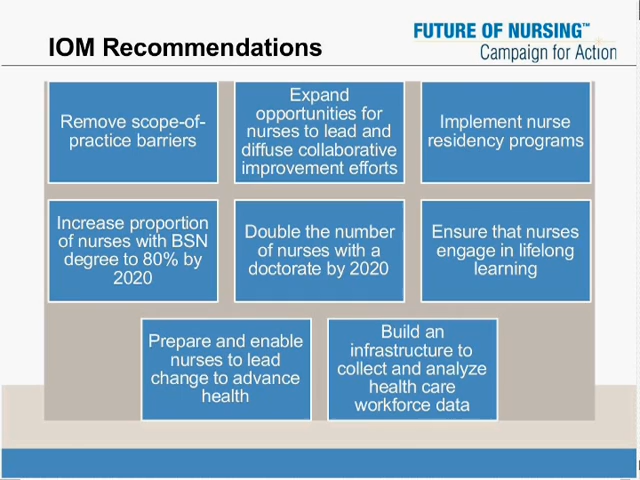 IOM Recommendations
FUTURE OF NURSING™
Campaign for Action
Remove scope-of-
practice barriers
Expand
opportunities for
nurses to lead and
diffuse collaborative
improvement efforts
Implement nurse
residency programs
Increase proportion
of nurses with BSN
degree to 80% by
2020
Double the number
of nurses with a
doctorate by 2020
Ensure that nurses
engage in lifelong
learning
Prepare and enable
nurses to lead
change to advance
health
Build an
infrastructure to
collect and analyze
health care
workforce data